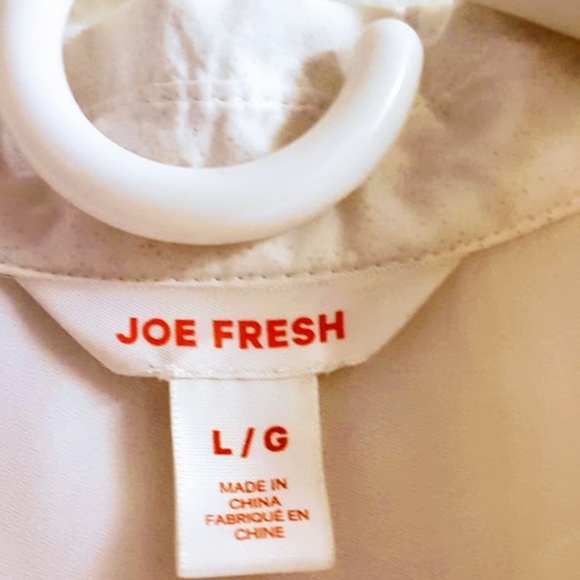 JOE FRESH
L / G
MADE IN
CHINA
FABRIQUÉ EN
CHINE